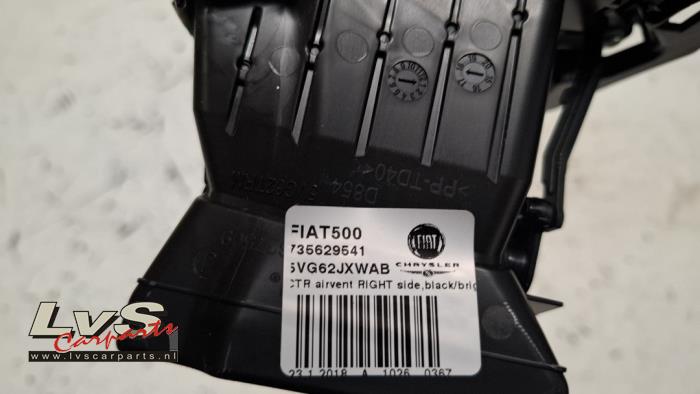 >PP-TD40<
D854
FIAT500
735629541
5VG62JXWAB
FIAT
CHRYSLER
CTR airvent RIGHT side,black/brig
23.1.2018 A 1026 0367
LvS
Carparts
www.lvscarparts.nl